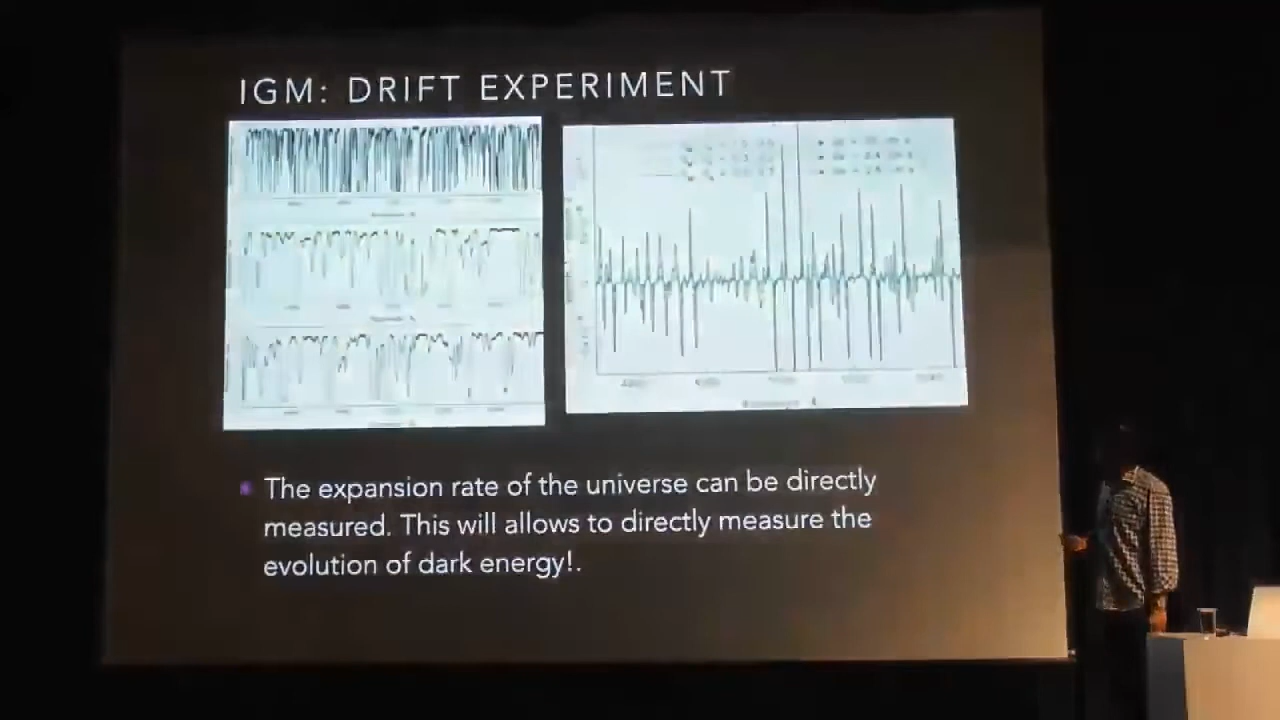 IGM: DRIFT EXPERIMENT
The expansion rate of the universe can be directly
measured. This will allows to directly measure the
evolution of dark energy!.